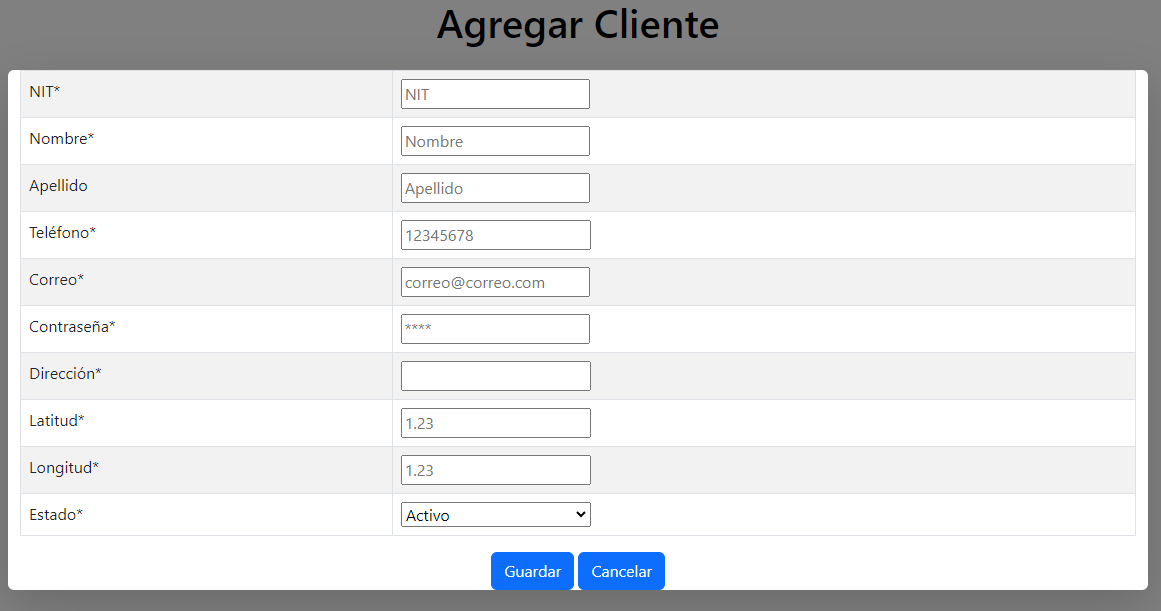 Agregar Cliente
NIT* NIT
Nombre* Nombre
Apellido Apellido
Teléfono* 12345678
Correo* correo@correo.com
Contraseña* ****
Dirección*
Latitud* 1.23
Longitud* 1.23
Estado* Activo
Guardar Cancelar